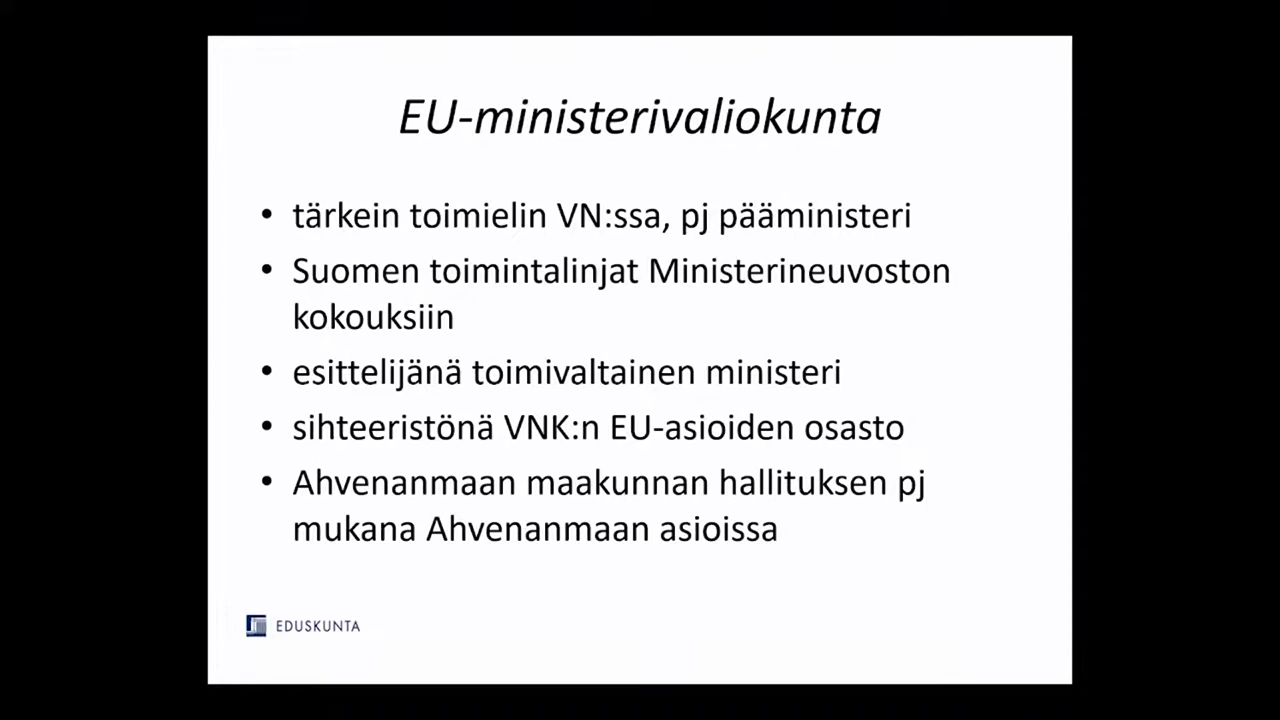 EU-ministerivaliokunta
• tärkein toimielin VN:ssa, pj pääministeri
• Suomen toimintalinjat Ministerineuvoston
kokouksiin
• esittelijänä toimivaltainen ministeri
• sihteeristönä VNK:n EU-asioiden osasto
• Ahvenanmaan maakunnan hallituksen pj
mukana Ahvenanmaan asioissa
EDUSKUNTA